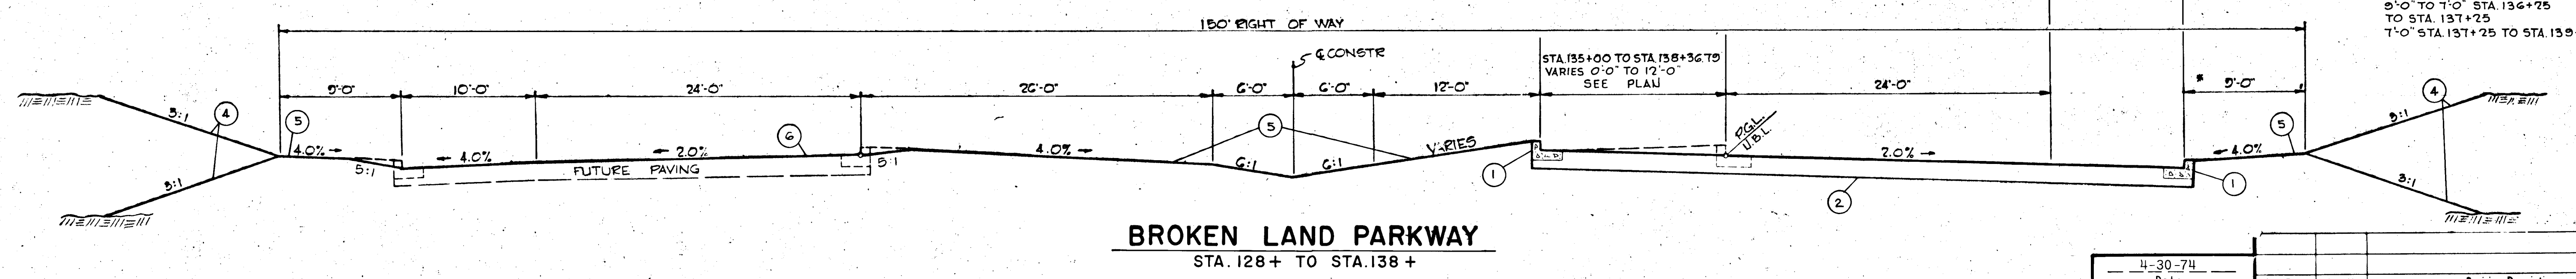 9'-0" TO 7'-0" STA. 136+25
TO STA. 137+25
7'-0" STA. 137+25 TO STA. 139
150' RIGHT OF WAY
℄ CONSTR
STA. 135+00 TO STA. 138+36.79
VARIES 0'-0" TO 12'-0"
SEE PLAN
9'-0" 10'-0" 24'-0" 26'-0" 6'-0" 6'-0" 12'-0" 24'-0" * 9'-0"
3:1 4 5 6 5 P.G.L. 5 3:1 4
U.B.L.
4.0% 4.0% 2.0% 5:1 4.0% VARIES 2.0% 4.0%
5:1 FUTURE PAVING 6:1 6:1 1 1
3:1 2 3:1
BROKEN LAND PARKWAY
STA. 128+ TO STA. 138+
4-30-74